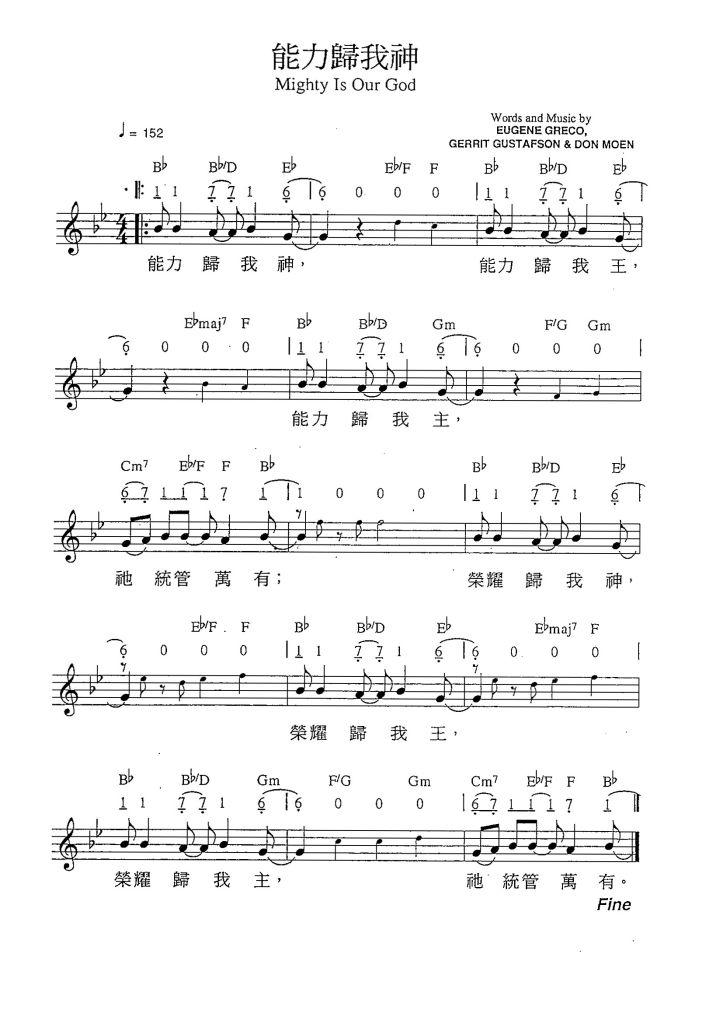 能力歸我神
Mighty Is Our God
Words and Music by
EUGENE GRECO,
GERRIT GUSTAFSON & DON MOEN
♩= 152
B♭ B♭/D E♭ E♭/F F B♭ B♭/D E♭
1 1 7 7 1 6 | 6 0 0 0 | 1 1 7 7 1 6 |
能力 歸 我 神， 能力 歸 我 王，
E♭maj7 F B♭ B♭/D Gm F/G Gm
6 0 0 0 | 1 1 7 7 1 6 | 6 0 0 0 |
能力 歸 我 主，
Cm7 E♭/F F B♭ B♭ B♭/D E♭
6 7 1 1 1 7 1 | 1 0 0 0 | 1 1 7 7 1 6 |
祂 統管 萬 有； 榮耀 歸 我 神，
E♭/F F B♭ B♭/D E♭ E♭maj7 F
6 0 0 0 | 1 1 7 7 1 6 | 6 0 0 0 |
榮耀 歸 我 王，
B♭ B♭/D Gm F/G Gm Cm7 E♭/F F B♭
1 1 7 7 1 6 | 6 0 0 0 | 6 7 1 1 1 7 1
榮耀 歸 我 主， 祂 統管 萬 有。
Fine